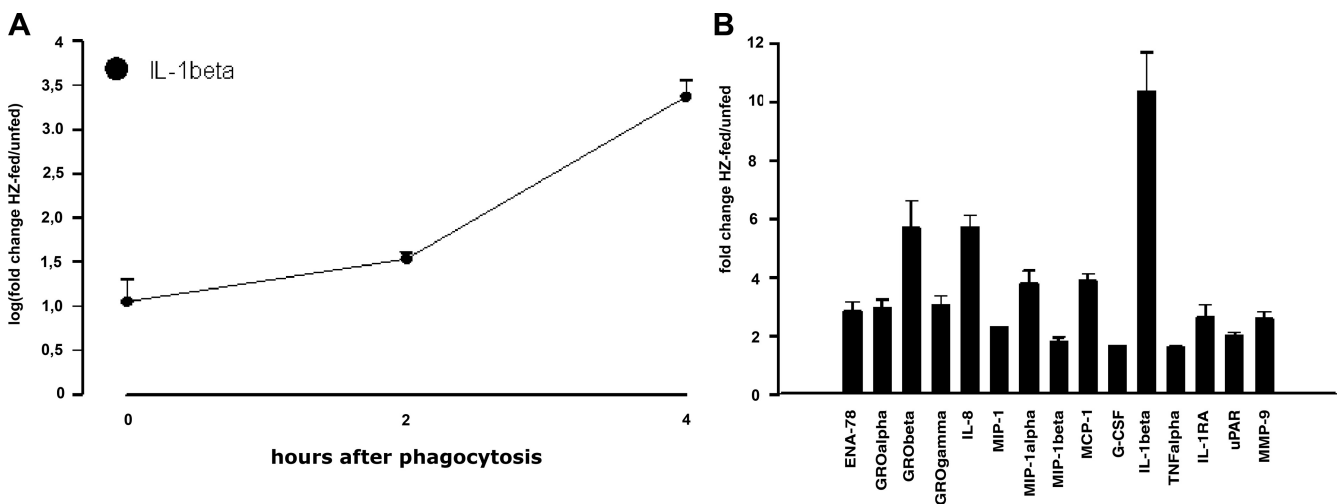 A
log(fold change HZ-fed/unfed)
4
3,5
3.0
2.5
2,0
1.5
1,0
0,5
0
IL-1beta
0 2 4
hours after phagocytosis
B
fold change HZ-fed/unfed
12
10
8
6
4
2
0
ENA-78
GROalpha
GRObeta
GROgamma
IL-8
MIP-1
MIP-1alpha
MIP-1beta
MCP-1
G-CSF
IL-1beta
TNFalpha
IL-1RA
uPAR
MMP-9